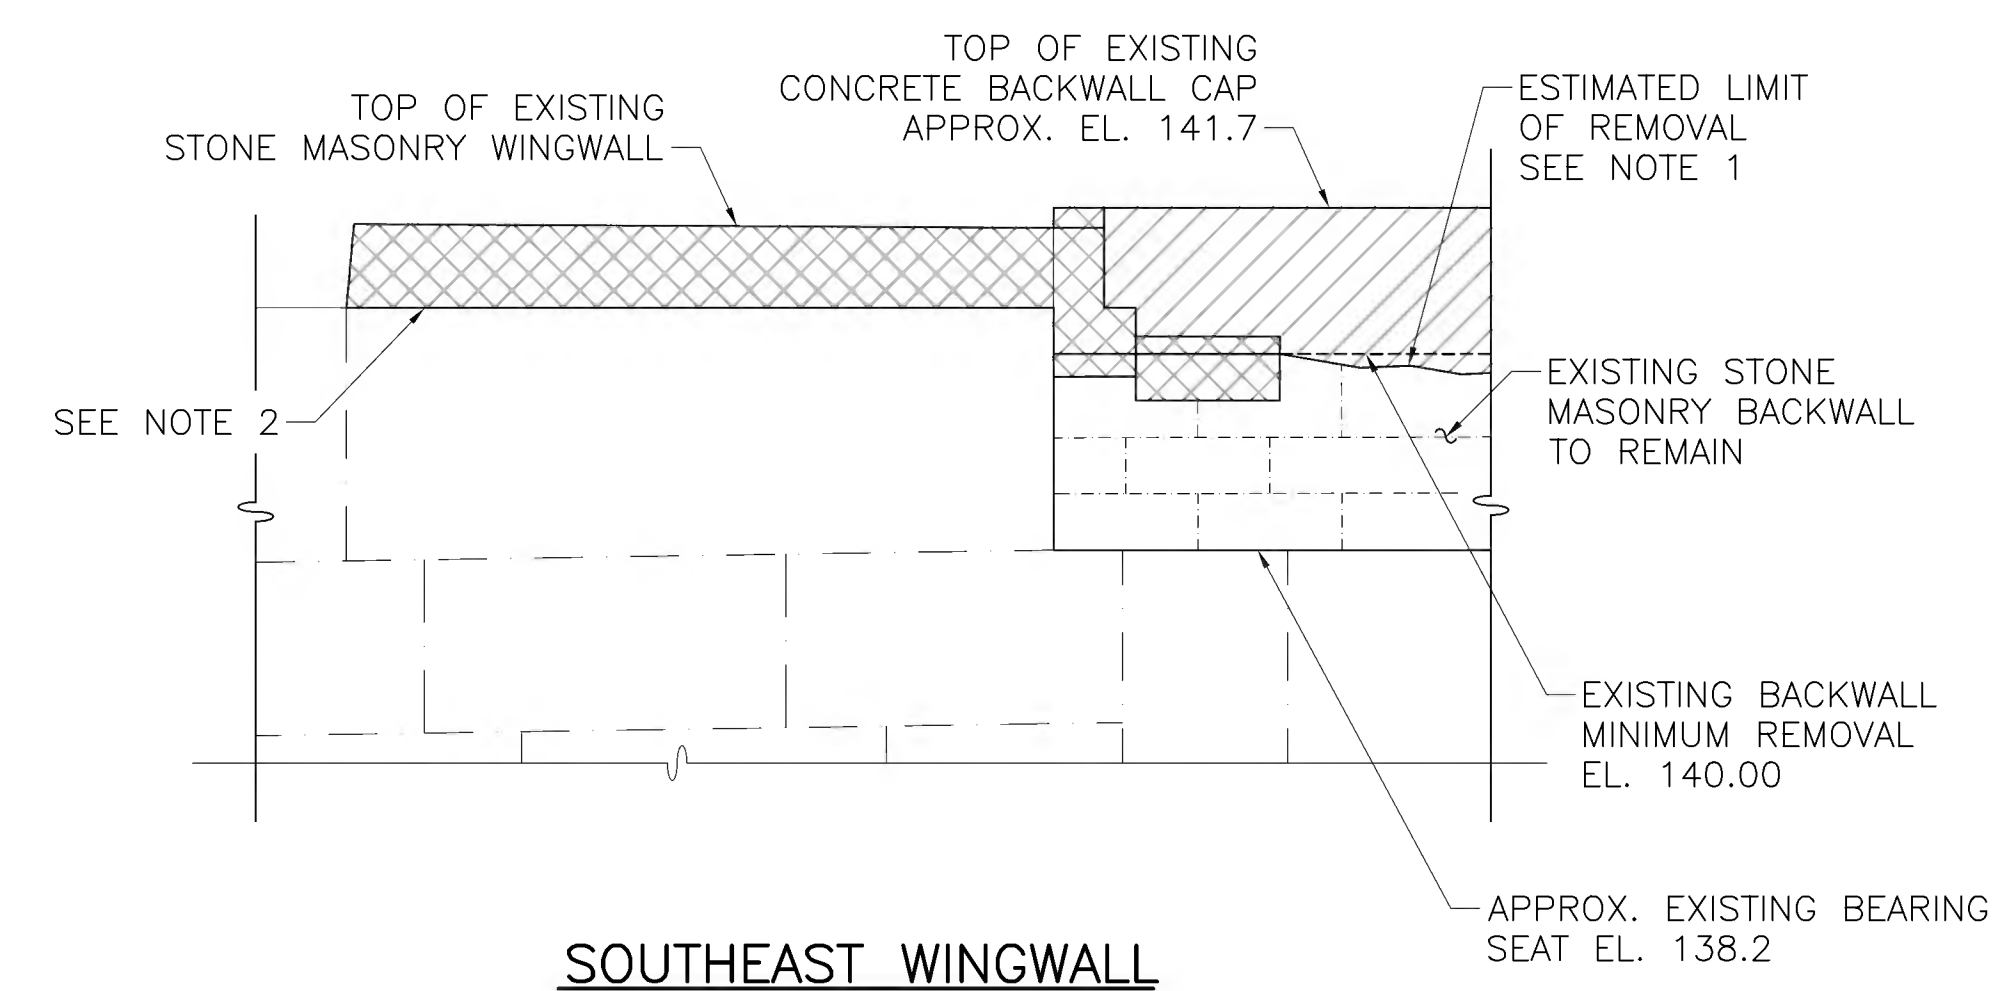 TOP OF EXISTING
CONCRETE BACKWALL CAP
APPROX. EL. 141.7
TOP OF EXISTING
STONE MASONRY WINGWALL
ESTIMATED LIMIT
OF REMOVAL
SEE NOTE 1
SEE NOTE 2
EXISTING STONE
MASONRY BACKWALL
TO REMAIN
EXISTING BACKWALL
MINIMUM REMOVAL
EL. 140.00
APPROX. EXISTING BEARING
SEAT EL. 138.2
SOUTHEAST WINGWALL